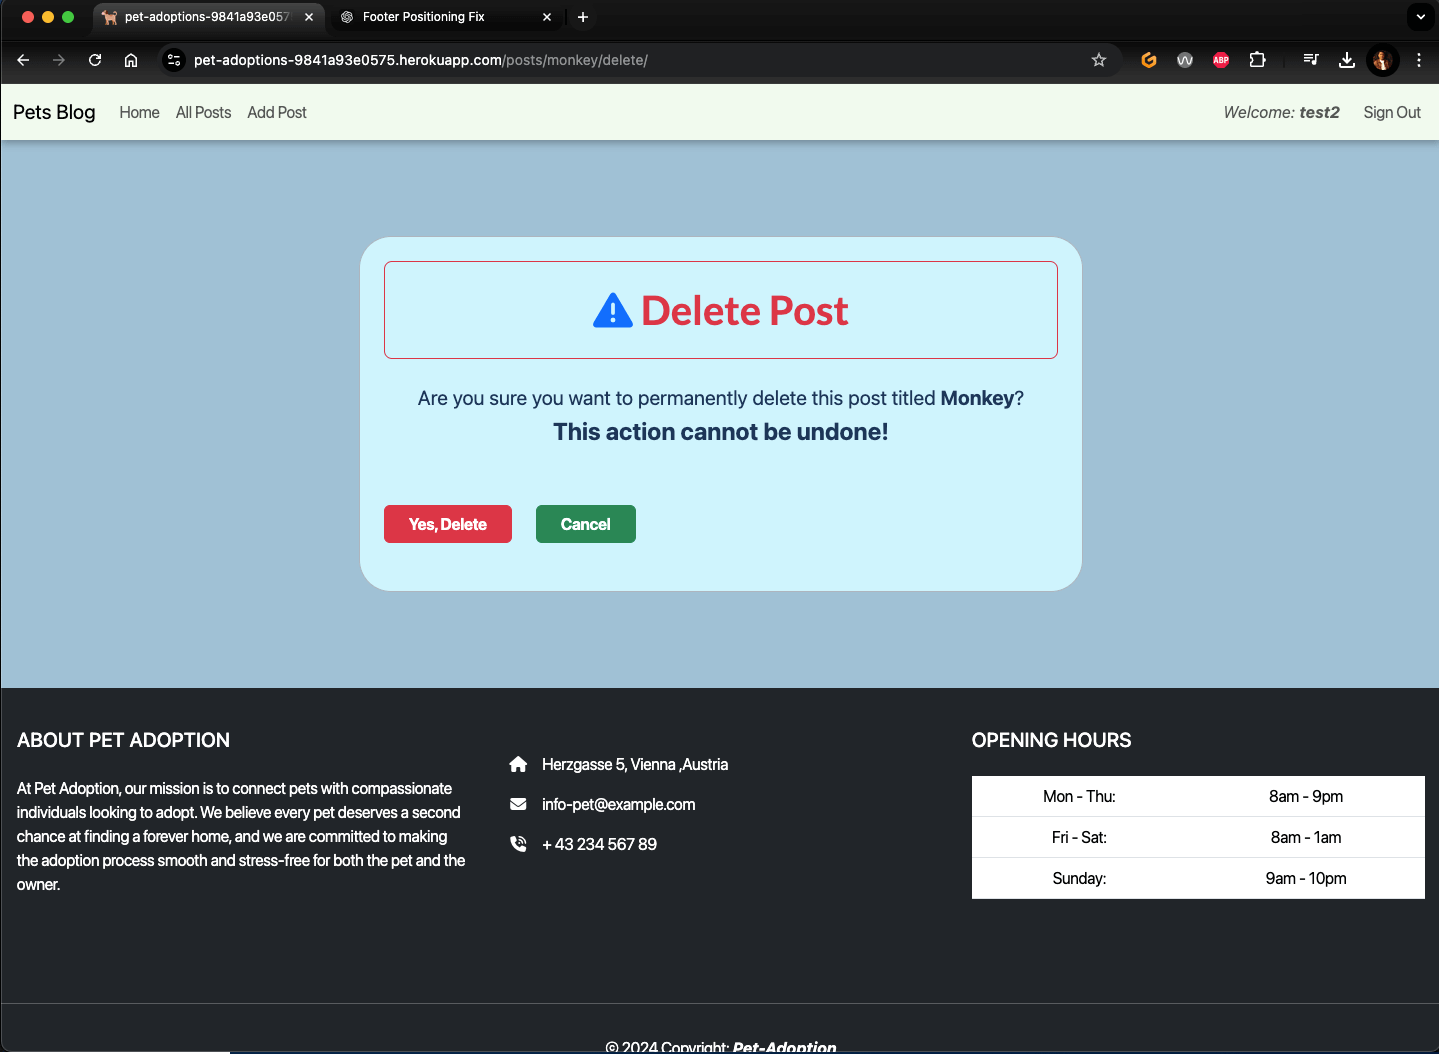 pet-adoptions-9841a93e057
Footer Positioning Fix
pet-adoptions-9841a93e0575.herokuapp.com/posts/monkey/delete/
ABP
Pets Blog
Home
All Posts
Add Post
Welcome: test2
Sign Out
Delete Post
Are you sure you want to permanently delete this post titled Monkey?
This action cannot be undone!
Yes, Delete
Cancel
ABOUT PET ADOPTION
At Pet Adoption, our mission is to connect pets with compassionate
individuals looking to adopt. We believe every pet deserves a second
chance at finding a forever home, and we are committed to making
the adoption process smooth and stress-free for both the pet and the
owner.
Herzgasse 5, Vienna ,Austria
info-pet@example.com
+ 43 234 567 89
OPENING HOURS
Mon - Thu: 8am - 9pm
Fri - Sat: 8am - 1am
Sunday: 9am - 10pm
© 2024 Copyright: Pet-Adoption